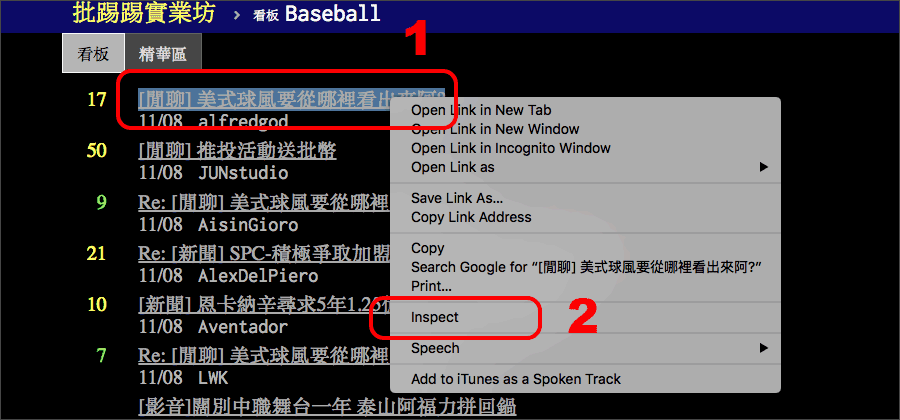 批踢踢實業坊 › 看板 Baseball
看板 精華區
1
17 [閒聊] 美式球風要從哪裡看出來阿?
11/08 alfredgod
50 [閒聊] 推投活動送批幣
11/08 JUNstudio
9 Re: [閒聊] 美式球風要從哪裡
11/08 AisinGioro
21 Re: [新聞] SPC-積極爭取加盟
11/08 AlexDelPiero
10 [新聞] 恩卡納辛尋求5年1.25
11/08 Aventador
7 Re: [閒聊] 美式球風要從哪裡
11/08 LWK
[影音]闊別中職舞台一年 泰山阿福力拼回鍋
Open Link in New Tab
Open Link in New Window
Open Link in Incognito Window
Open Link as
Save Link As...
Copy Link Address
Copy
Search Google for “[閒聊] 美式球風要從哪裡看出來阿?”
Print...
Inspect
2
Speech
Add to iTunes as a Spoken Track